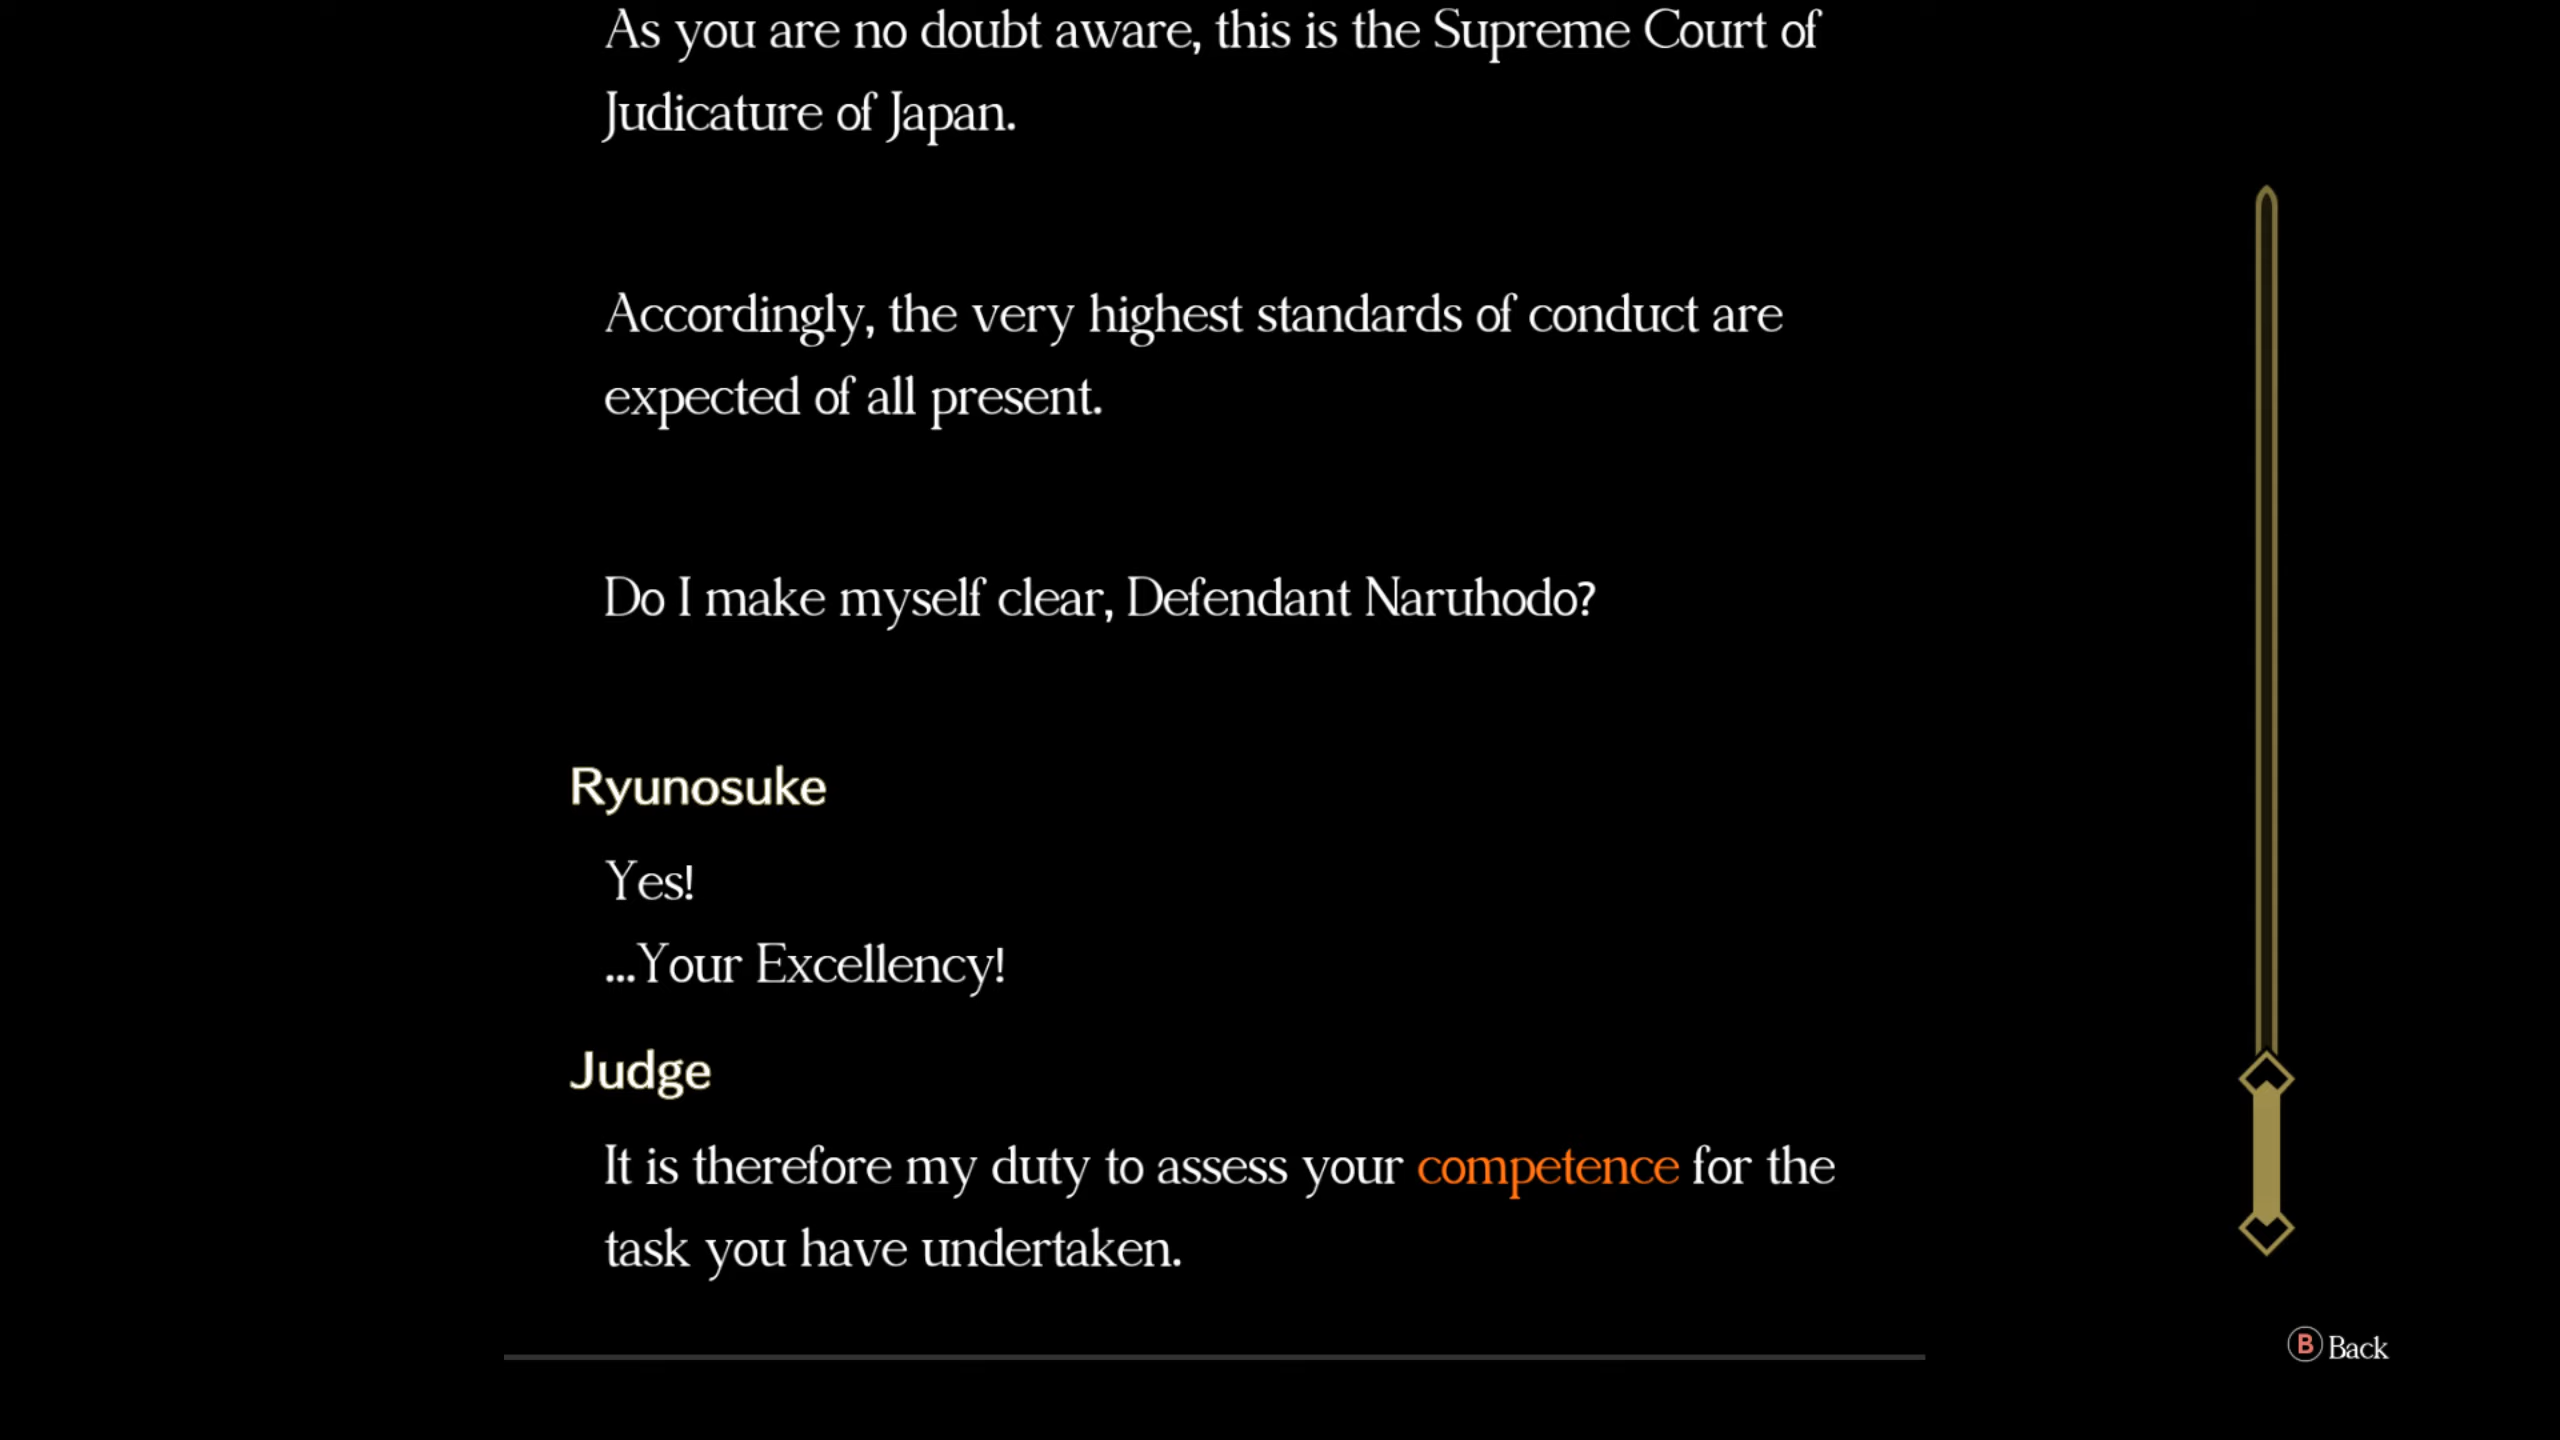 As you are no doubt aware, this is the Supreme Court of
Judicature of Japan.
Accordingly, the very highest standards of conduct are
expected of all present.
Do I make myself clear, Defendant Naruhodo?
Ryunosuke
Yes!
...Your Excellency!
Judge
It is therefore my duty to assess your competence for the
task you have undertaken.
B Back